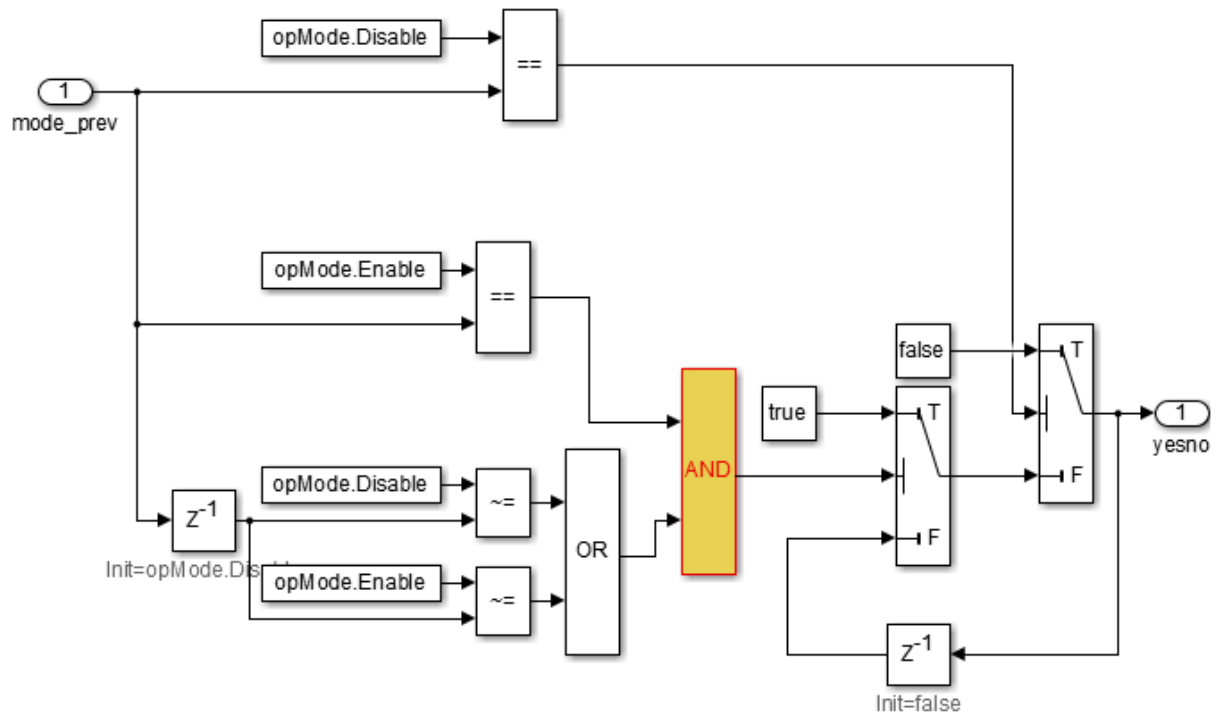 opMode.Disable
==
1
mode_prev
opMode.Enable
==
false
T
true
T
AND
1
yesno
opMode.Disable
~=
F
Z-1
OR
F
opMode.Enable
~=
Z-1
Init=false